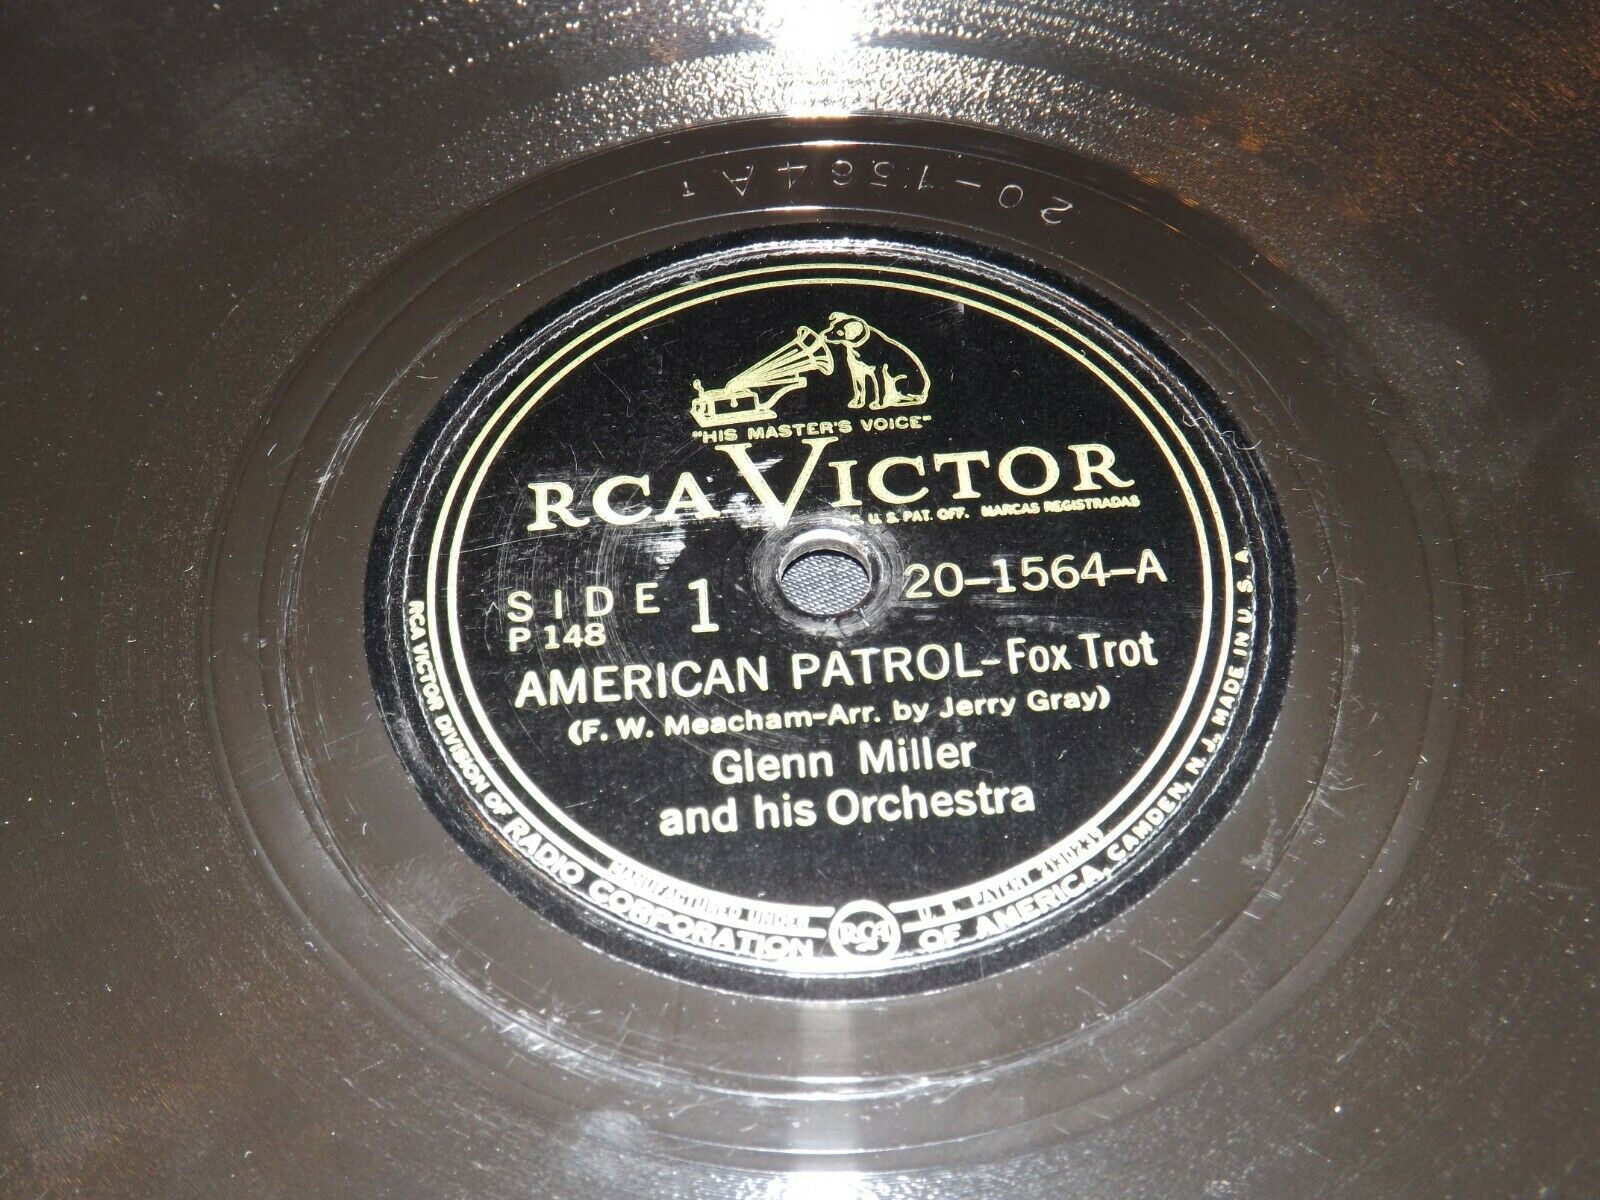 20-1564A T
"HIS MASTER'S VOICE"
RCA VICTOR
U. S. PAT. OFF. MARCAS REGISTRADAS
SIDE 1
20-1564-A
P 148
AMERICAN PATROL-Fox Trot
(F. W. Meacham-Arr. by Jerry Gray)
Glenn Miller
and his Orchestra
MANUFACTURED UNDER RCA U. S. PATENT 2130239
RCA VICTOR DIVISION OF RADIO CORPORATION OF AMERICA, CAMDEN, N. J., MADE IN U. S. A.